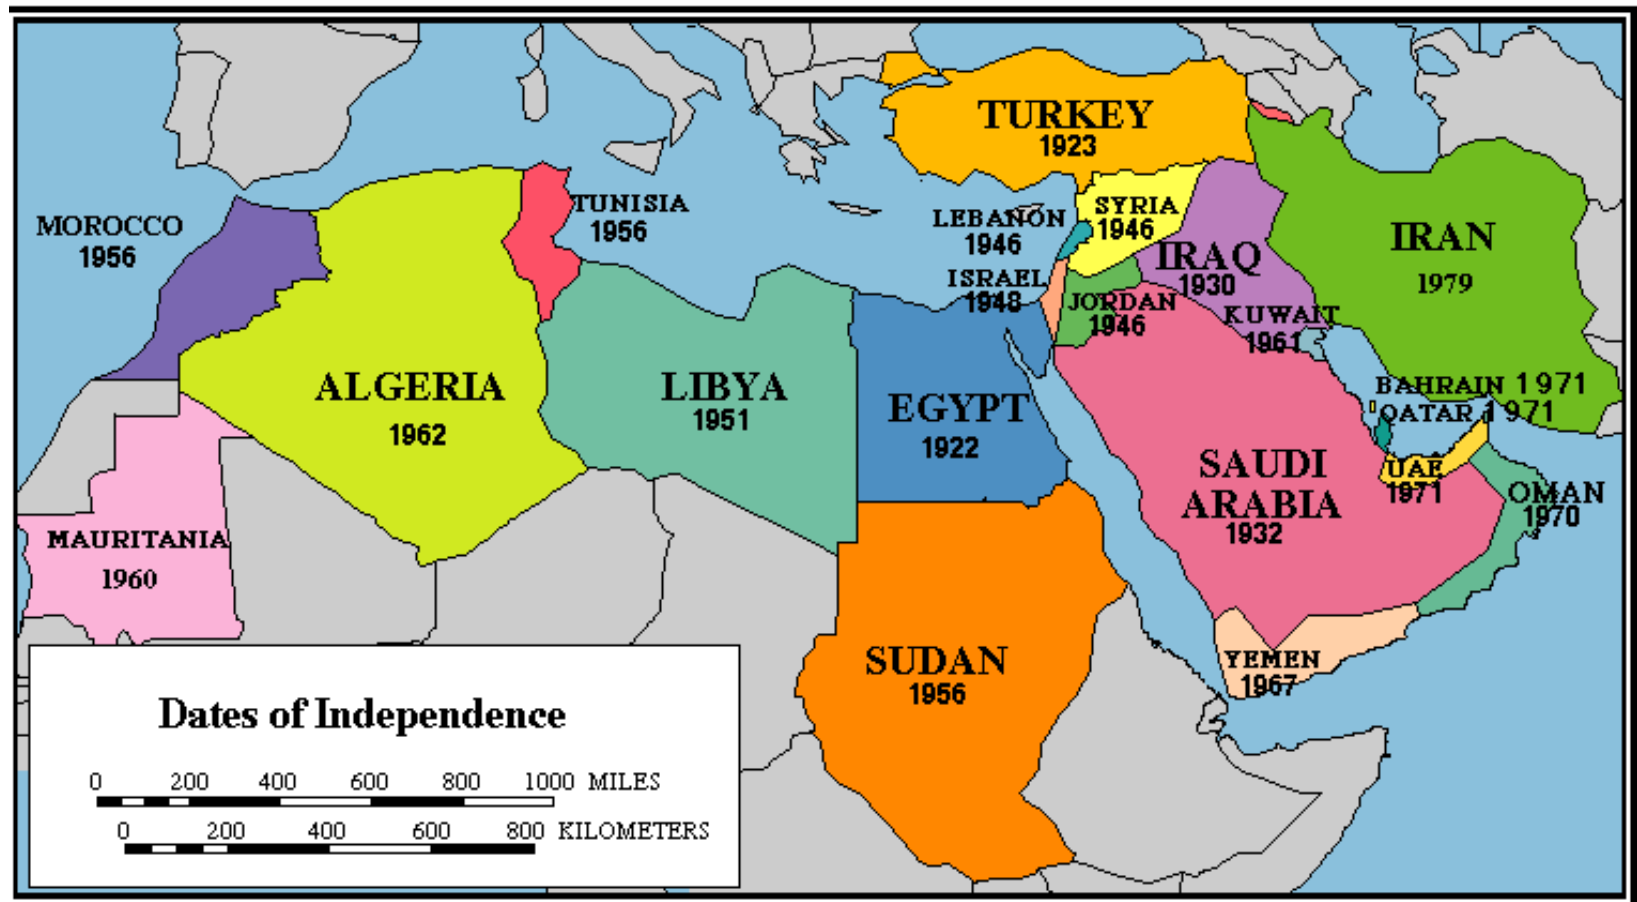 TURKEY
1923
MOROCCO
1956
TUNISIA
1956
LEBANON
1946
SYRIA
1946
IRAQ
1930
IRAN
1979
ISRAEL
1948
JORDAN
1946
KUWAIT
1961
ALGERIA
1962
LIBYA
1951
EGYPT
1922
BAHRAIN 1971
QATAR 1971
SAUDI
ARABIA
1932
UAE
1971
OMAN
1970
MAURITANIA
1960
SUDAN
1956
YEMEN
1967
Dates of Independence
0 200 400 600 800 1000 MILES
0 200 400 600 800 KILOMETERS